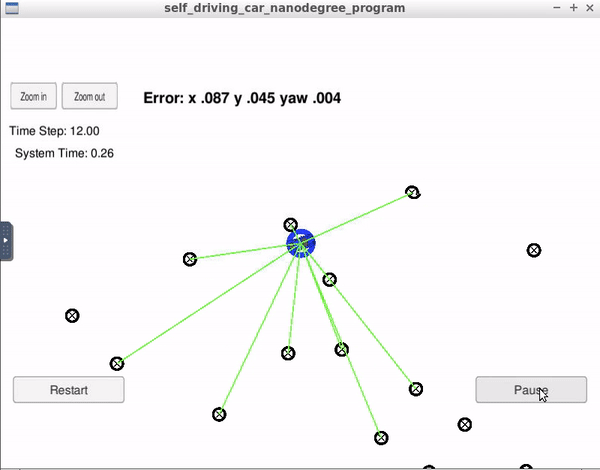 self_driving_car_nanodegree_program
Zoom in
Zoom out
Error: x .087 y .045 yaw .004
Time Step: 12.00
System Time: 0.26
Restart
Pause